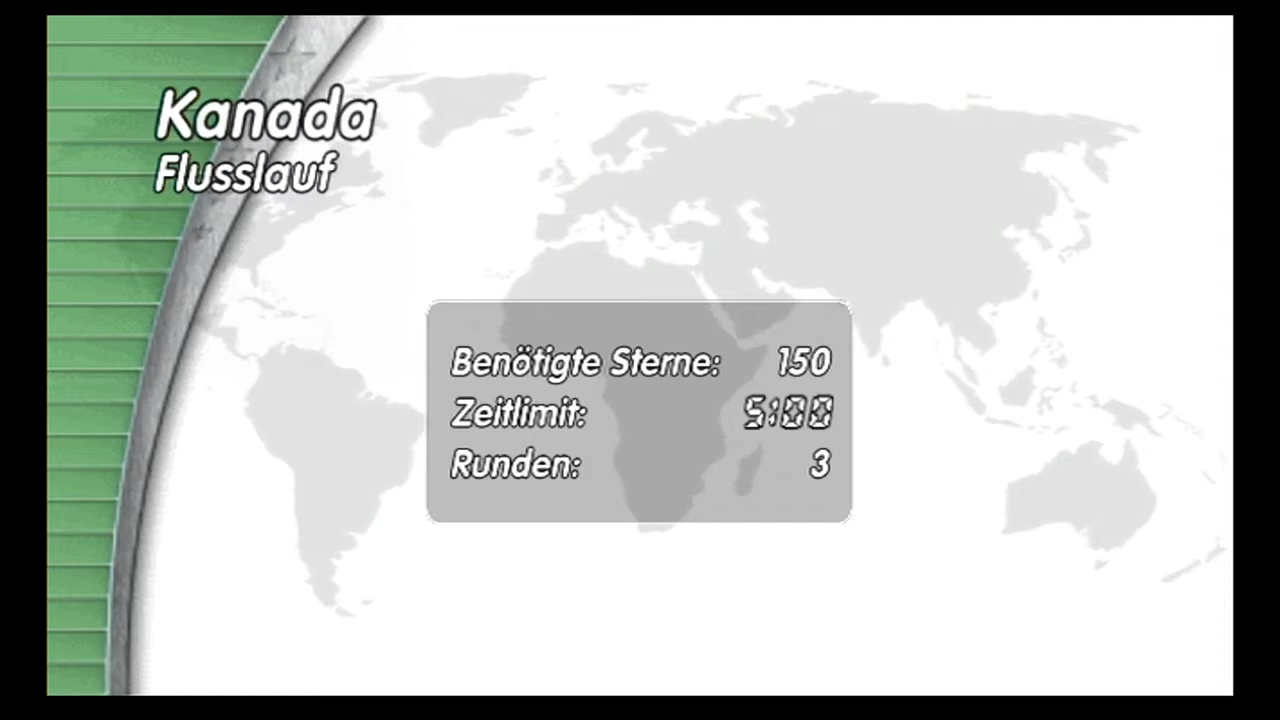 Kanada
Flusslauf
Benötigte Sterne: 150
Zeitlimit: 5:00
Runden: 3